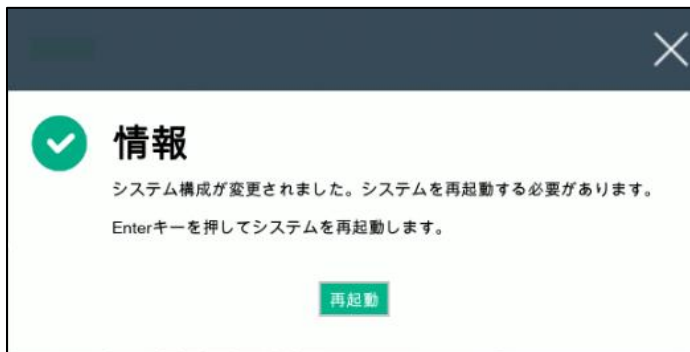 情報
システム構成が変更されました。システムを再起動する必要があります。
Enterキーを押してシステムを再起動します。
再起動